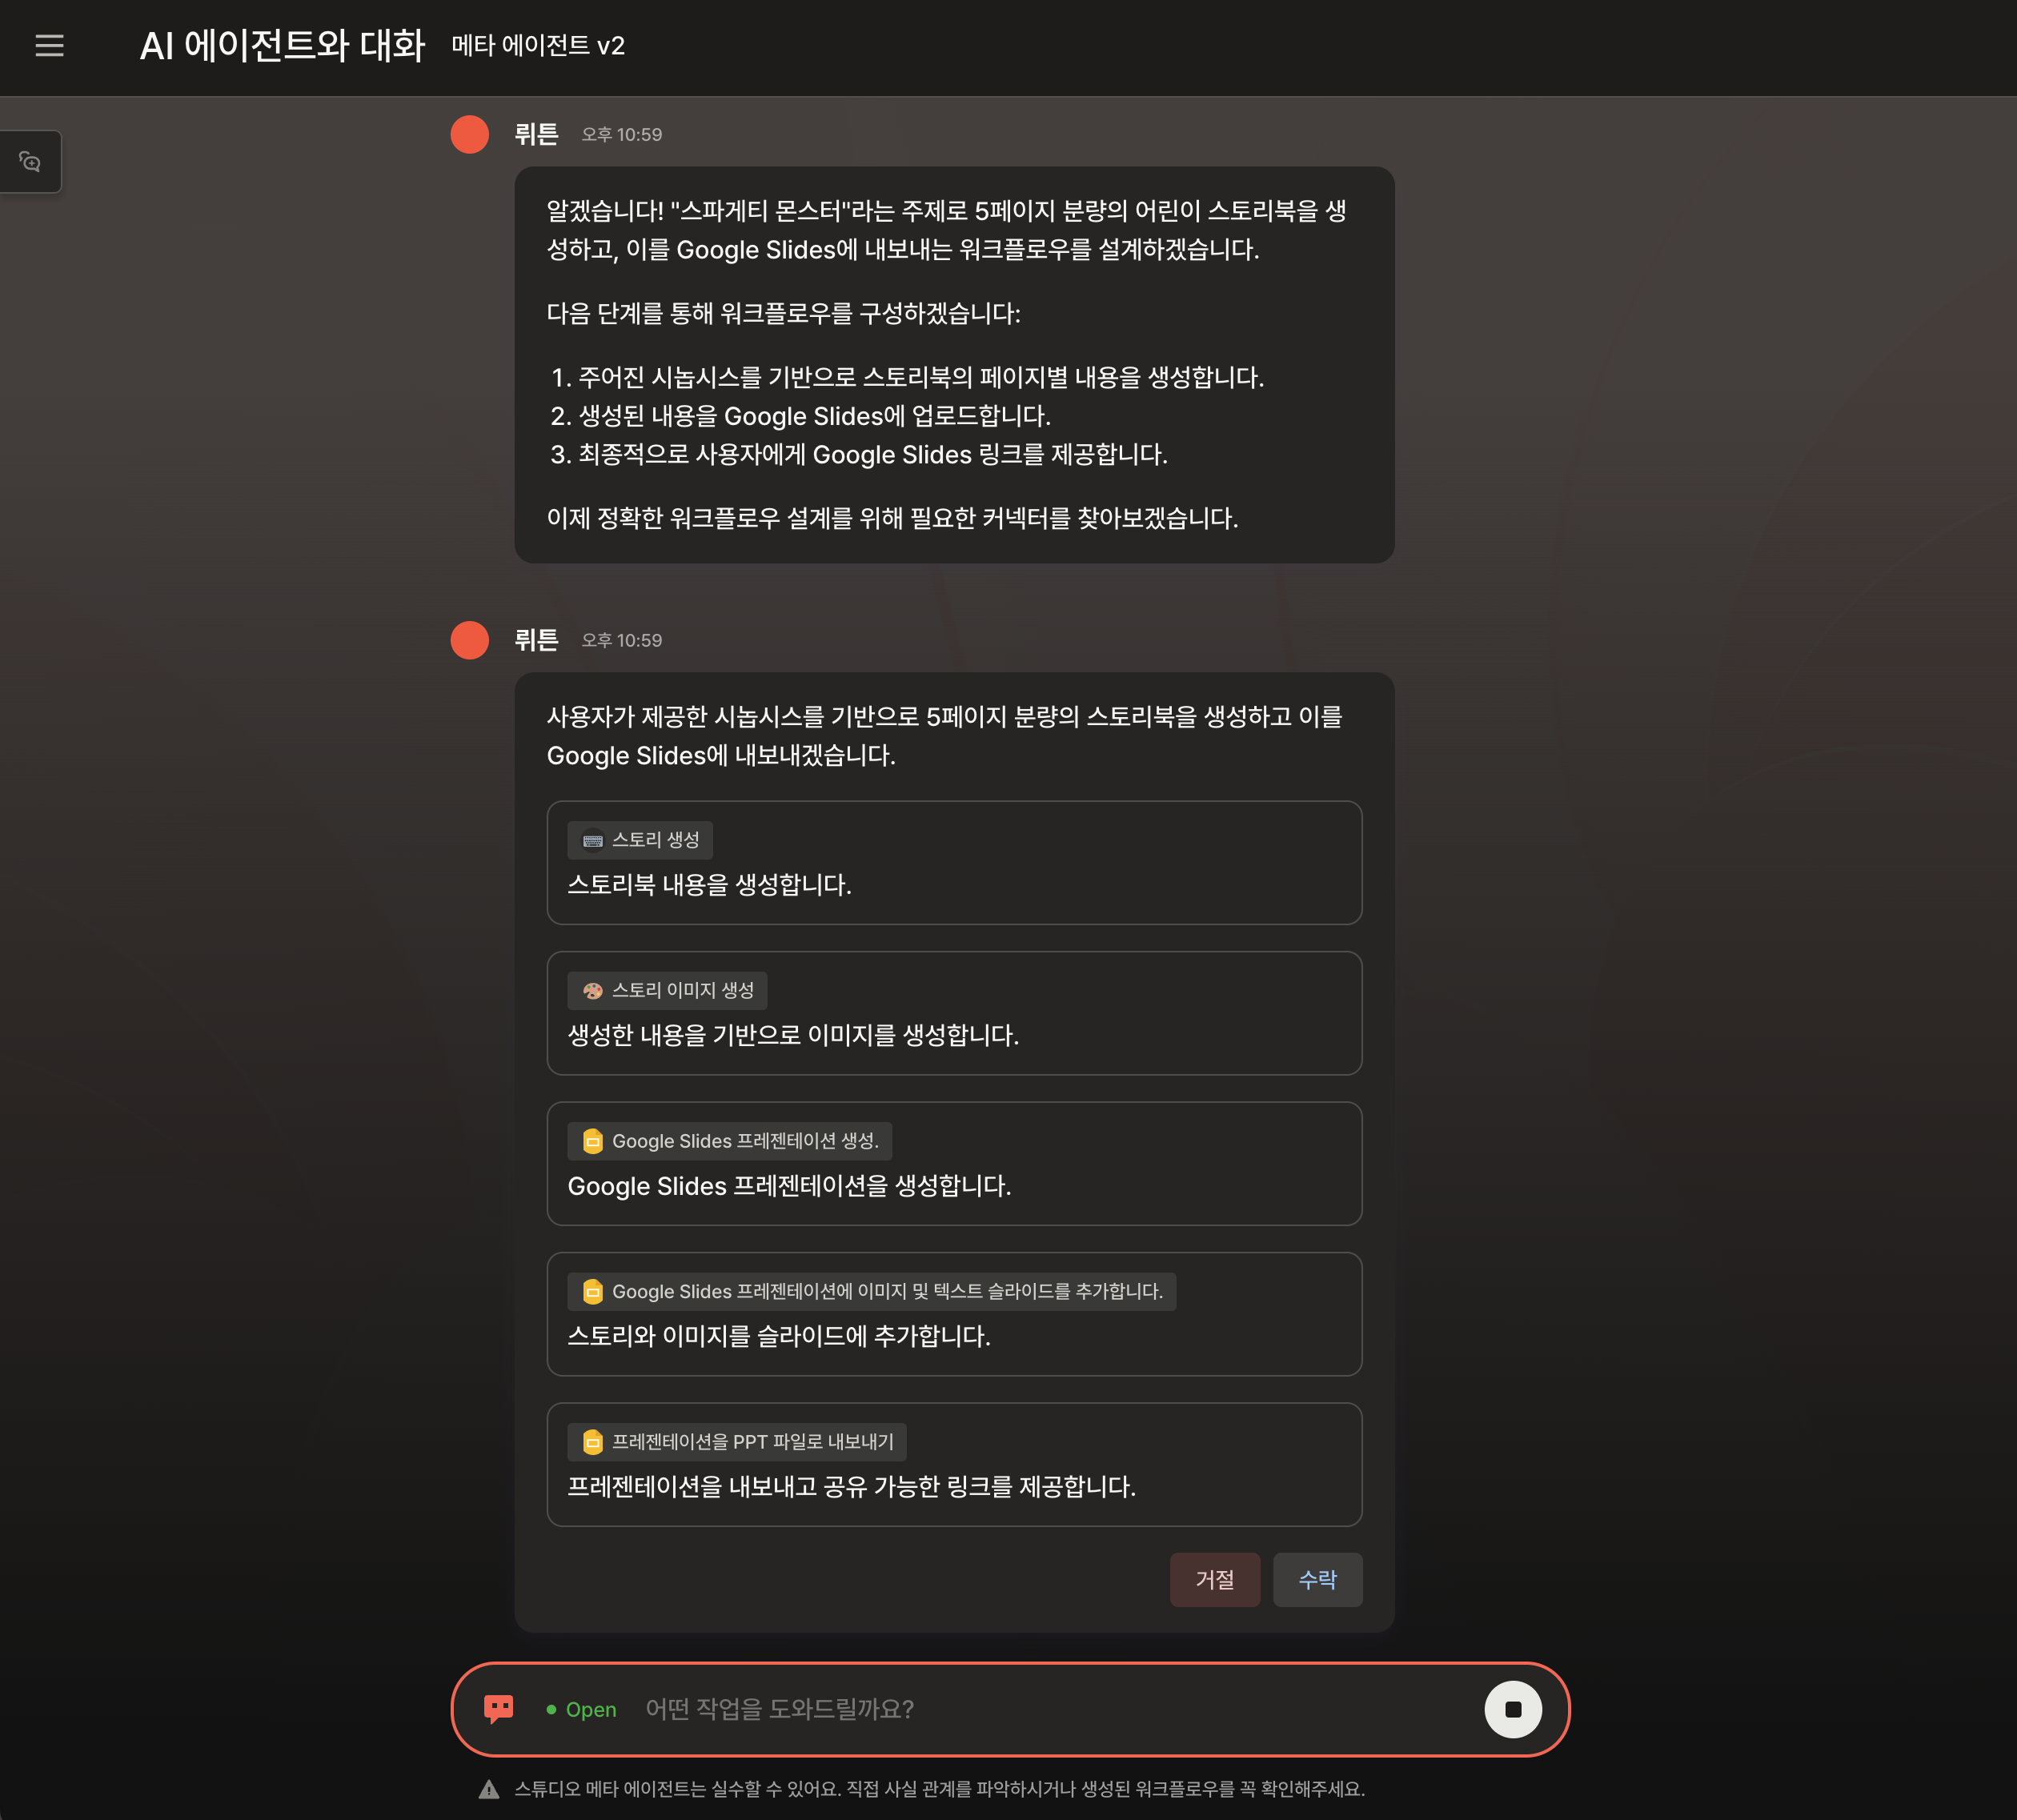 AI 에이전트와 대화 메타 에이전트 v2
뤼튼 오후 10:59
알겠습니다! "스파게티 몬스터"라는 주제로 5페이지 분량의 어린이 스토리북을 생
성하고, 이를 Google Slides에 내보내는 워크플로우를 설계하겠습니다.
다음 단계를 통해 워크플로우를 구성하겠습니다:
1. 주어진 시놉시스를 기반으로 스토리북의 페이지별 내용을 생성합니다.
2. 생성된 내용을 Google Slides에 업로드합니다.
3. 최종적으로 사용자에게 Google Slides 링크를 제공합니다.
이제 정확한 워크플로우 설계를 위해 필요한 커넥터를 찾아보겠습니다.
뤼튼 오후 10:59
사용자가 제공한 시놉시스를 기반으로 5페이지 분량의 스토리북을 생성하고 이를
Google Slides에 내보내겠습니다.
스토리 생성
스토리북 내용을 생성합니다.
스토리 이미지 생성
생성한 내용을 기반으로 이미지를 생성합니다.
Google Slides 프레젠테이션 생성.
Google Slides 프레젠테이션을 생성합니다.
Google Slides 프레젠테이션에 이미지 및 텍스트 슬라이드를 추가합니다.
스토리와 이미지를 슬라이드에 추가합니다.
프레젠테이션을 PPT 파일로 내보내기
프레젠테이션을 내보내고 공유 가능한 링크를 제공합니다.
거절 수락
Open 어떤 작업을 도와드릴까요?
스튜디오 메타 에이전트는 실수할 수 있어요. 직접 사실 관계를 파악하시거나 생성된 워크플로우를 꼭 확인해주세요.